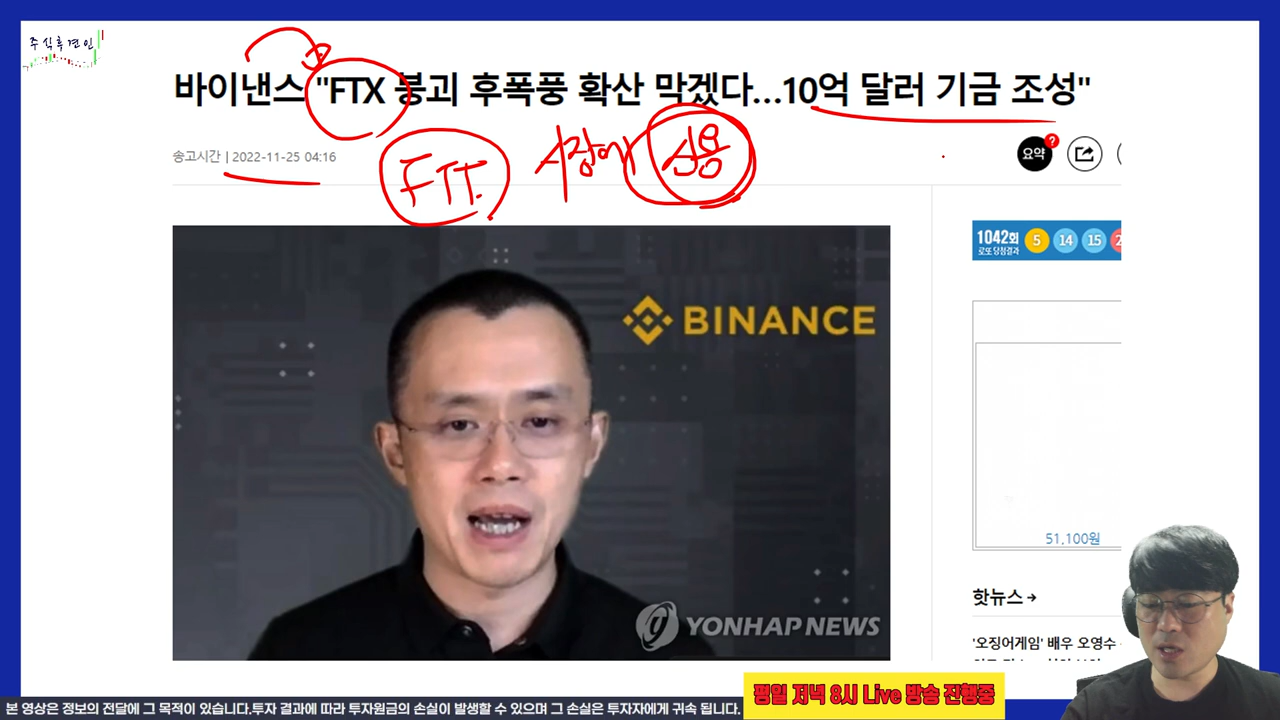 주식후견인
바이낸스 "FTX 붕괴 후폭풍 확산 막겠다...10억 달러 기금 조성"
송고시간 | 2022-11-25 04:16
요약
?
FTT
시장에 신용
1042회
로또 당첨결과
5 14 15 2
BINANCE
51,100원
YONHAP NEWS
핫뉴스
'오징어게임' 배우 오영수
평일 저녁 8시 Live 방송 진행중
본 영상은 정보의 전달에 그 목적이 있습니다.투자 결과에 따라 투자원금의 손실이 발생할 수 있으며 그 손실은 투자자에게 귀속 됩니다.